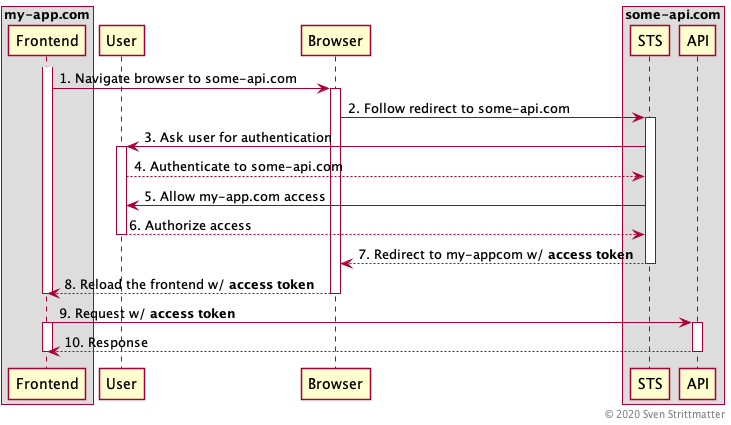 my-app.com
some-api.com
Frontend
User
Browser
STS
API
1. Navigate browser to some-api.com
2. Follow redirect to some-api.com
3. Ask user for authentication
4. Authenticate to some-api.com
5. Allow my-app.com access
6. Authorize access
7. Redirect to my-appcom w/ access token
8. Reload the frontend w/ access token
9. Request w/ access token
10. Response
Frontend
User
Browser
STS
API
© 2020 Sven Strittmatter